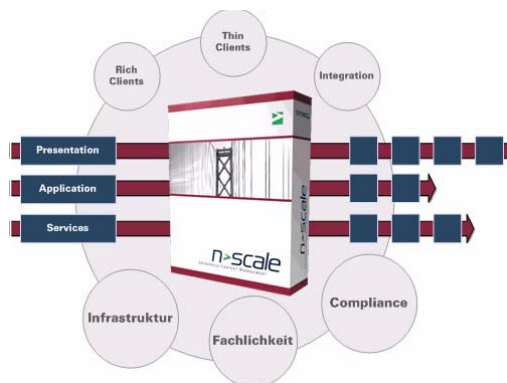 Thin
Clients
Rich
Clients
Integration
Presentation
Application
Services
n>scale
n>scale
Infrastruktur
Fachlichkeit
Compliance